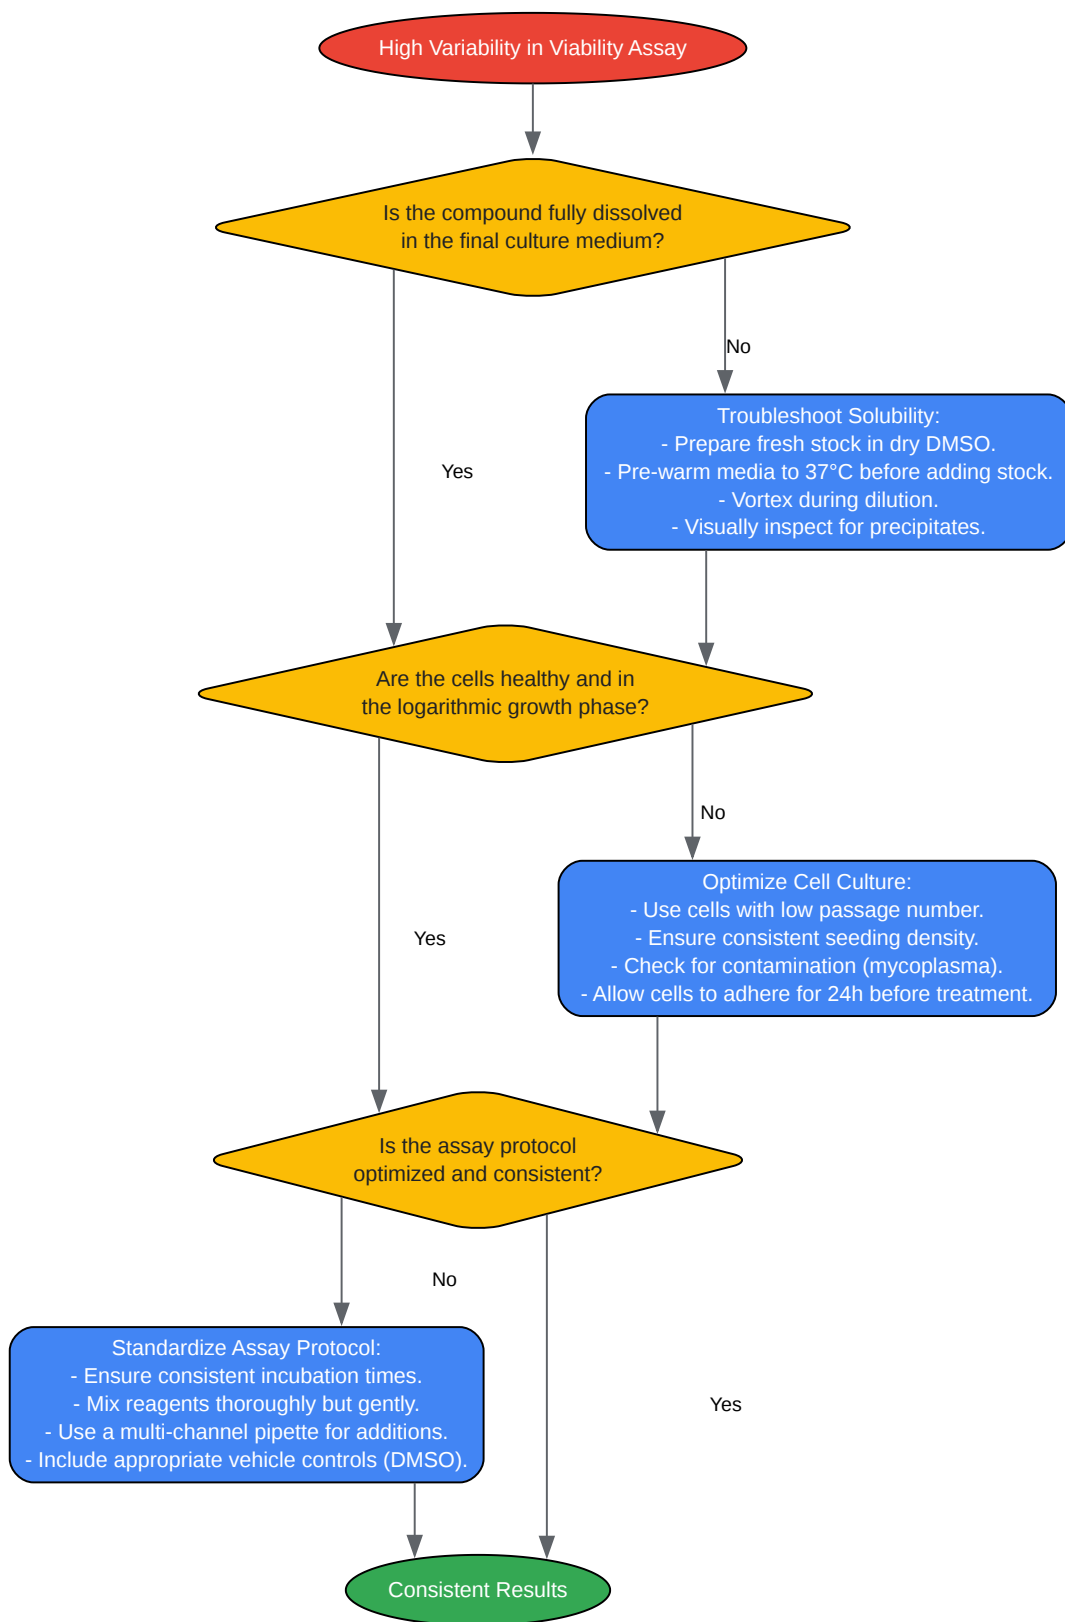 High Variability in Viability Assay
Is the compound fully dissolved
in the final culture medium?
No
Troubleshoot Solubility:
- Prepare fresh stock in dry DMSO.
- Pre-warm media to 37°C before adding stock.
- Vortex during dilution.
- Visually inspect for precipitates.
Yes
Are the cells healthy and in
the logarithmic growth phase?
No
Optimize Cell Culture:
- Use cells with low passage number.
- Ensure consistent seeding density.
- Check for contamination (mycoplasma).
- Allow cells to adhere for 24h before treatment.
Yes
Is the assay protocol
optimized and consistent?
No
Standardize Assay Protocol:
- Ensure consistent incubation times.
- Mix reagents thoroughly but gently.
- Use a multi-channel pipette for additions.
- Include appropriate vehicle controls (DMSO).
Yes
Consistent Results